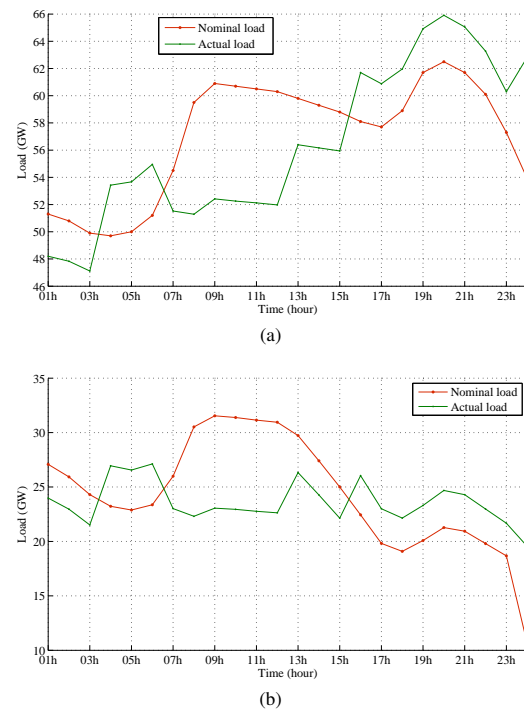 66
64
62
60
58
56
54
52
50
48
46
Load (GW)
Nominal load
Actual load
01h 03h 05h 07h 09h 11h 13h 15h 17h 19h 21h 23h
Time (hour)
(a)
35
30
25
20
15
10
Load (GW)
Nominal load
Actual load
01h 03h 05h 07h 09h 11h 13h 15h 17h 19h 21h 23h
Time (hour)
(b)